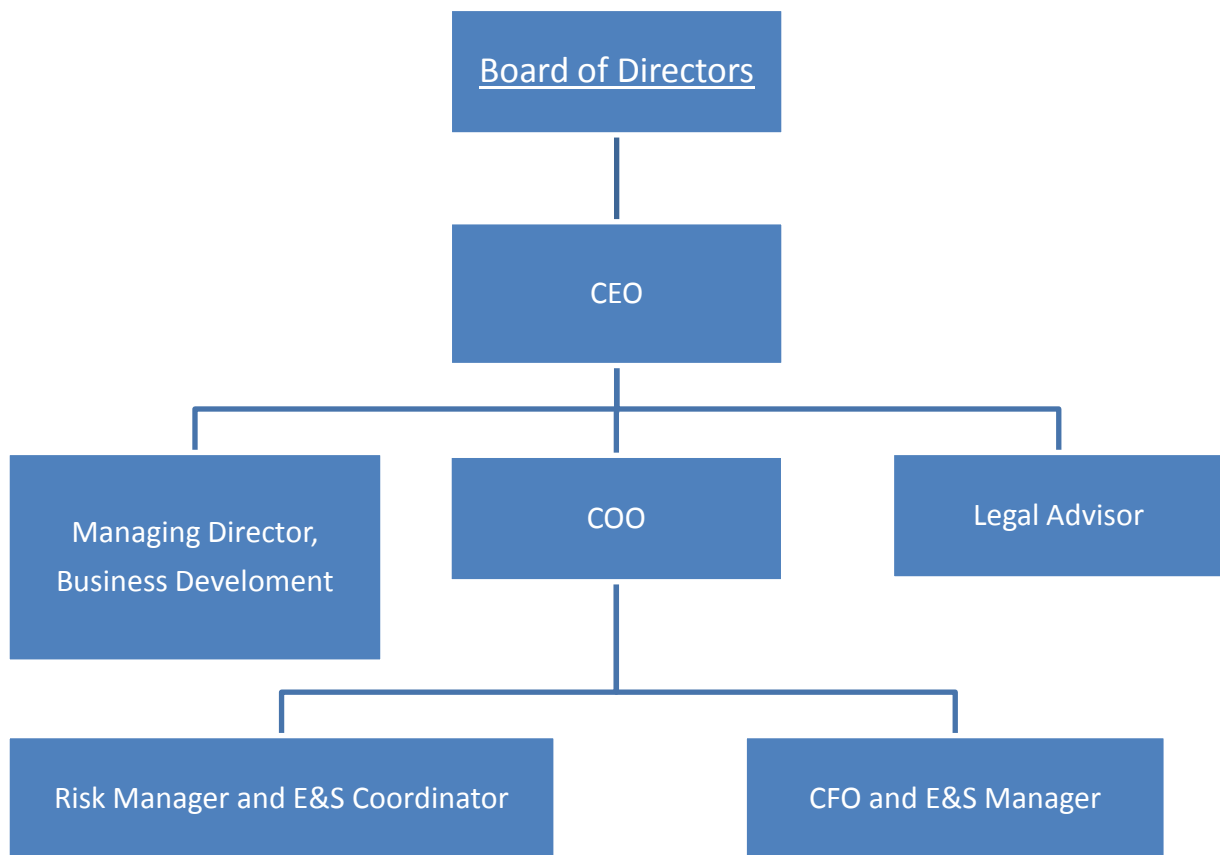 Board of Directors
CEO
Managing Director,
Business Develoment
COO
Legal Advisor
Risk Manager and E&S Coordinator
CFO and E&S Manager